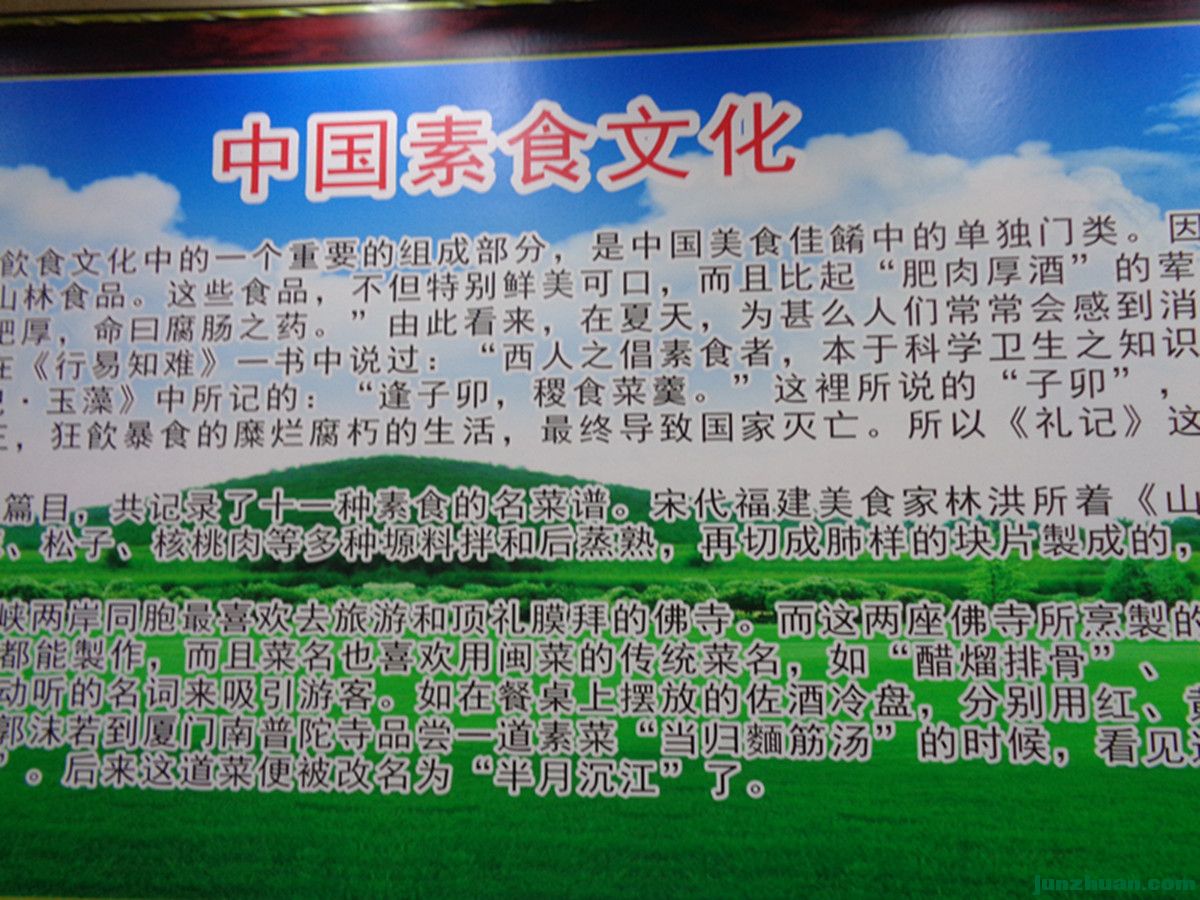 中国素食文化
飲食文化中的一个重要的组成部分，是中国美食佳餚中的单独门类。因
山林食品。这些食品，不但特别鲜美可口，而且比起“肥肉厚酒”的荤
肥厚，命曰腐肠之药。”由此看来，在夏天，为甚么人们常常会感到消
在《行易知难》一书中说过：“西人之倡素食者，本于科学卫生之知识
记·玉藻》中所记的：“逢子卯，稷食菜羹。”这裡所说的“子卯”，
，狂飲暴食的糜烂腐朽的生活，最终导致国家灭亡。所以《礼记》这
篇目，共记录了十一种素食的名菜谱。宋代福建美食家林洪所着《山
、松子、核桃肉等多种塬料拌和后蒸熟，再切成肺样的块片製成的，
峡两岸同胞最喜欢去旅游和顶礼膜拜的佛寺。而这两座佛寺所烹製的
都能製作，而且菜名也喜欢用闽菜的传统菜名，如“醋熘排骨”、
动听的名词来吸引游客。如在餐桌上摆放的佐酒冷盘，分别用红、黄
郭沫若到厦门南普陀寺品尝一道素菜“当归麵筋汤”的时候，看见这
”。后来这道菜便被改名为“半月沉江”了。
junzhuan.com